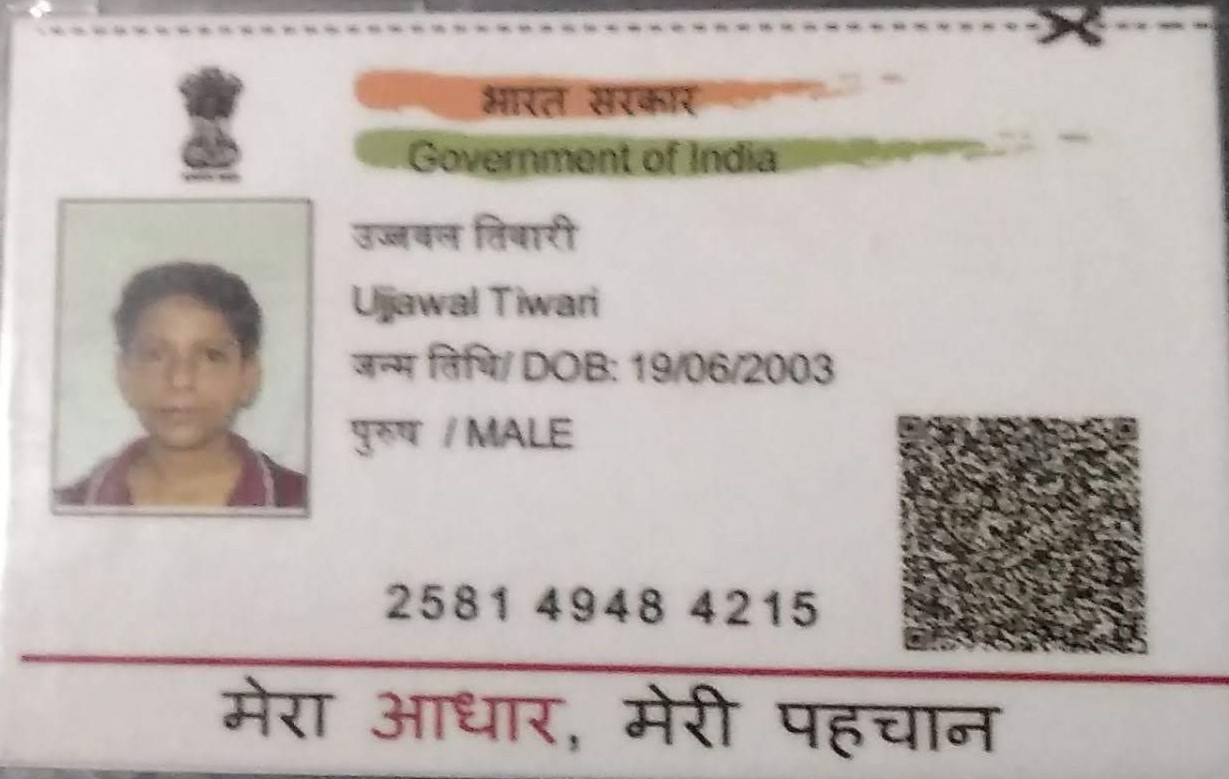 भारत सरकार
Government of India
उज्जवल तिवारी
Ujjawal Tiwari
जन्म तिथि/ DOB: 19/06/2003
पुरुष / MALE
2581 4948 4215
मेरा आधार, मेरी पहचान